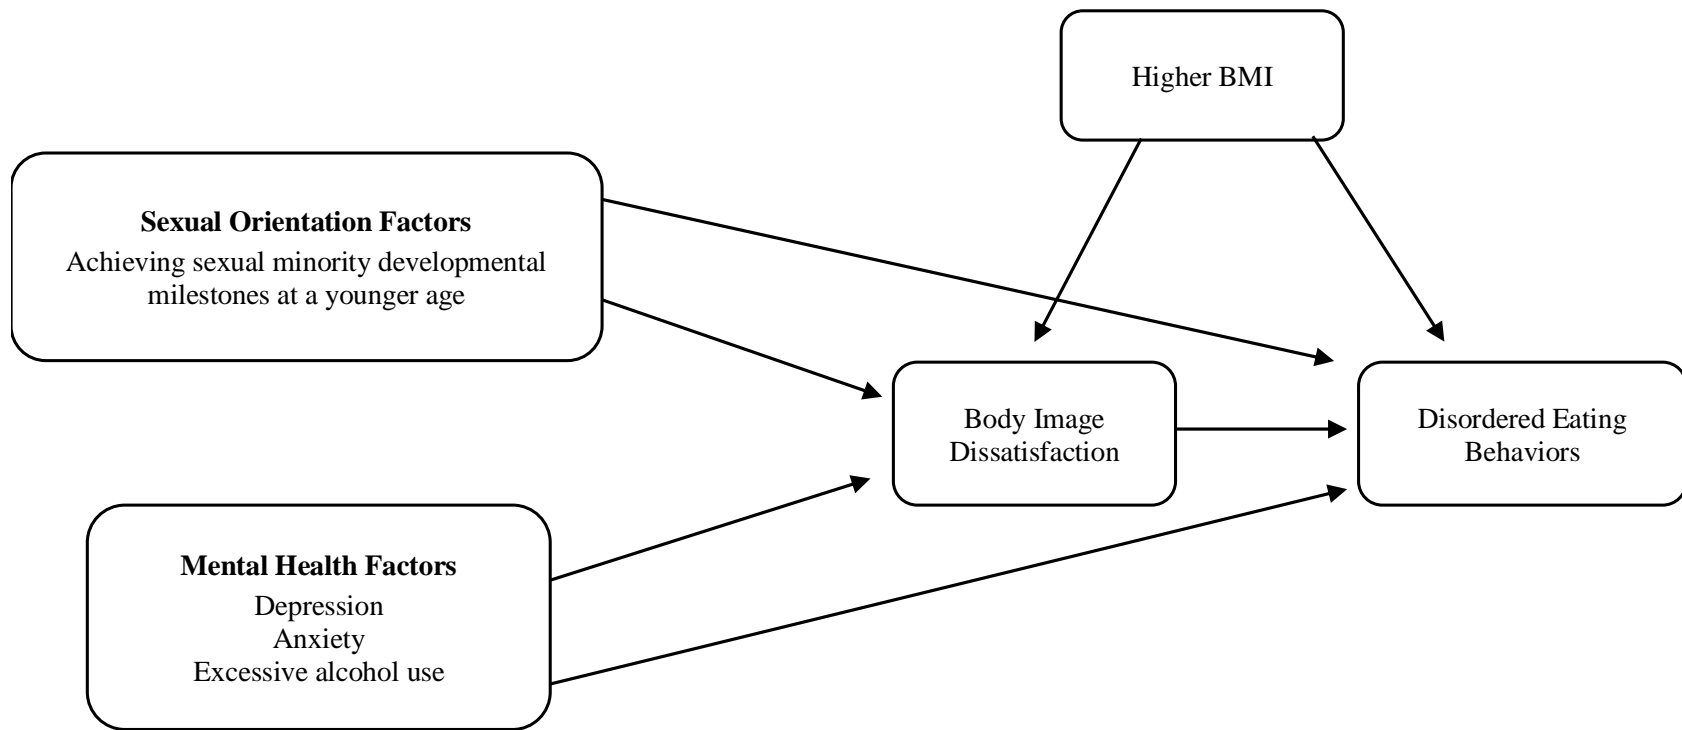 Higher BMI
Sexual Orientation Factors
Achieving sexual minority developmental
milestones at a younger age
Body Image
Dissatisfaction
Disordered Eating
Behaviors
Mental Health Factors
Depression
Anxiety
Excessive alcohol use